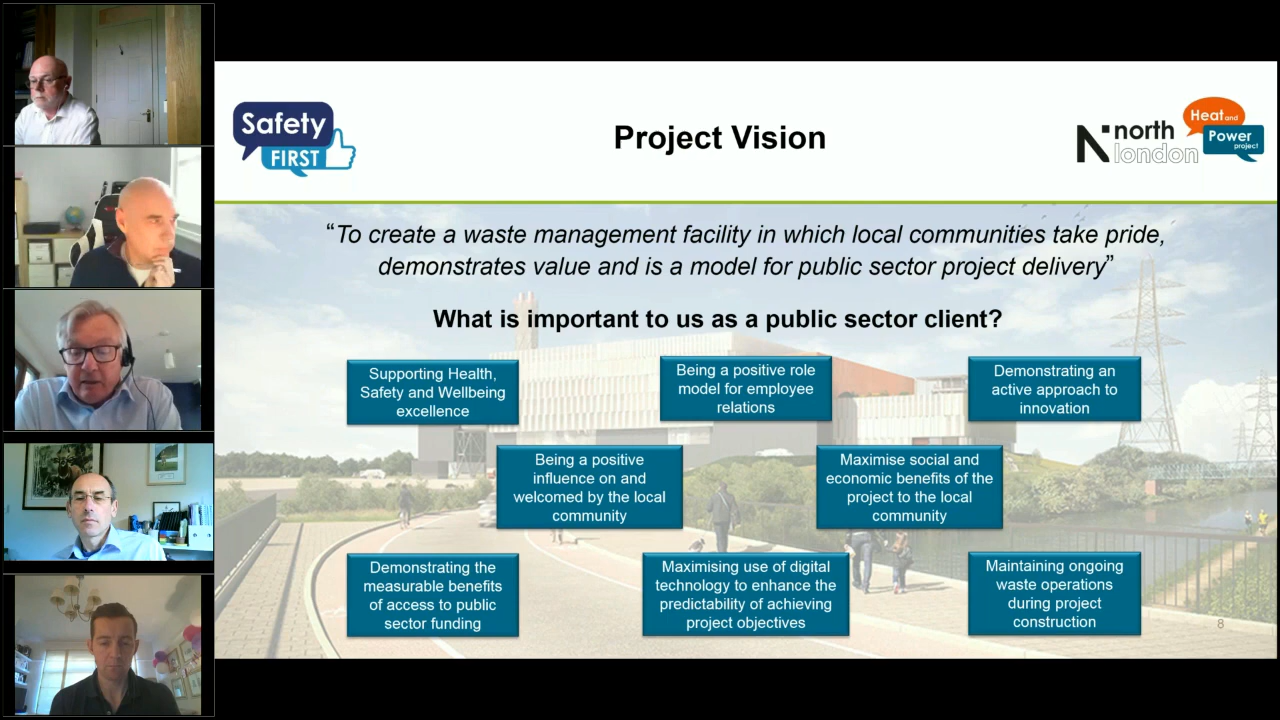 Safety
FIRST
Project Vision
north
london
Heat and
Power
project
“To create a waste management facility in which local communities take pride,
demonstrates value and is a model for public sector project delivery”
What is important to us as a public sector client?
Supporting Health,
Safety and Wellbeing
excellence
Being a positive role
model for employee
relations
Demonstrating an
active approach to
innovation
Being a positive
influence on and
welcomed by the local
community
Maximise social and
economic benefits of the
project to the local
community
Demonstrating the
measurable benefits
of access to public
sector funding
Maximising use of digital
technology to enhance the
predictability of achieving
project objectives
Maintaining ongoing
waste operations
during project
construction
8